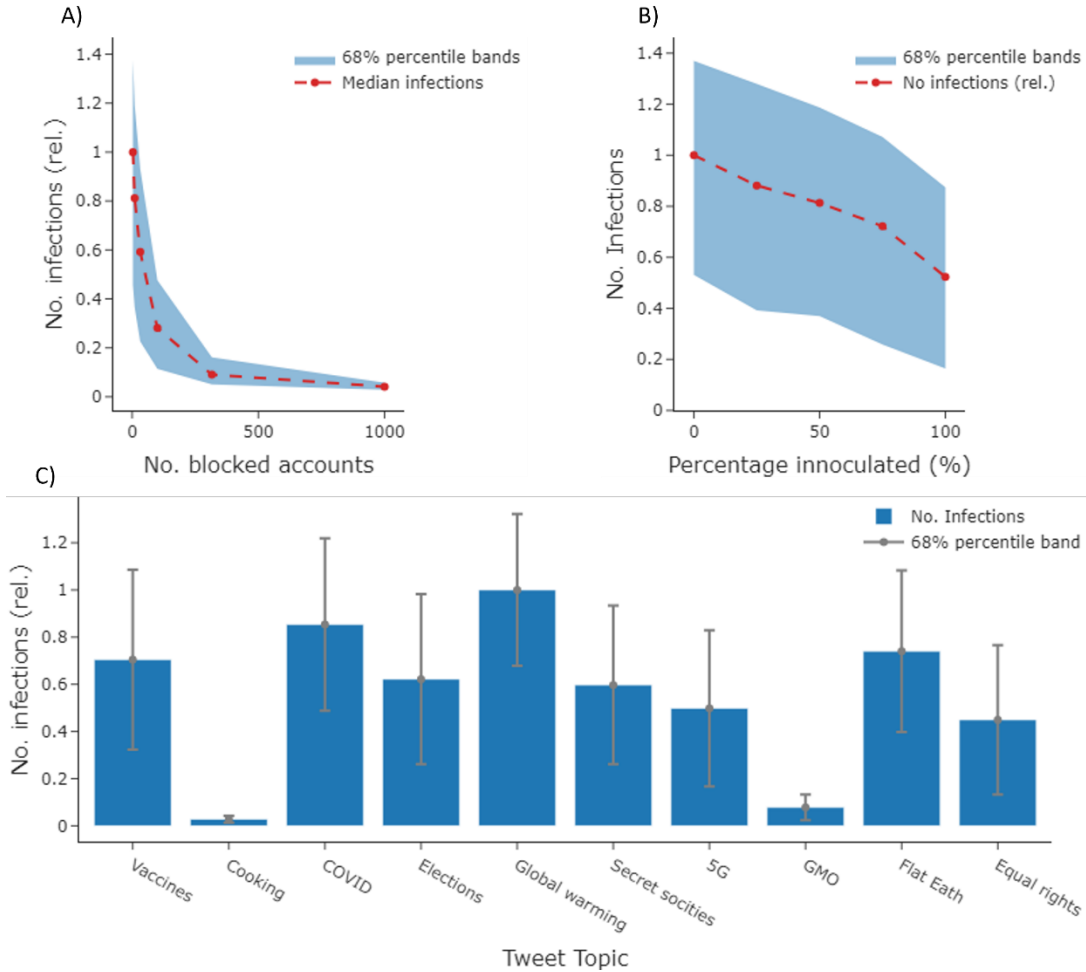 A)
1.4
1.2
1
0.8
0.6
0.4
0.2
0
No. infections (rel.)
68% percentile bands
Median infections
0
500
1000
No. blocked accounts
B)
1.4
1.2
1
0.8
0.6
0.4
0.2
0
No. Infections
68% percentile bands
No infections (rel.)
0
50
100
Percentage innoculated (%)
C)
1.2
1
0.8
0.6
0.4
0.2
0
No. infections (rel.)
No. Infections
68% percentile band
Vaccines
Cooking
COVID
Elections
Global warming
Secret socities
5G
GMO
Flat Eath
Equal rights
Tweet Topic